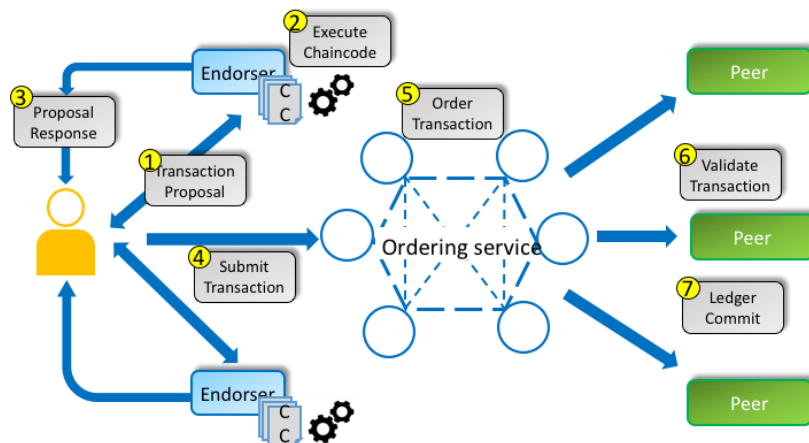 2
Execute
Chaincode
Endorser
C
C
3
Proposal
Response
1
Transaction
Proposal
5
Order
Transaction
Peer
6
Validate
Transaction
Ordering service
Peer
4
Submit
Transaction
7
Ledger
Commit
Endorser
C
C
Peer